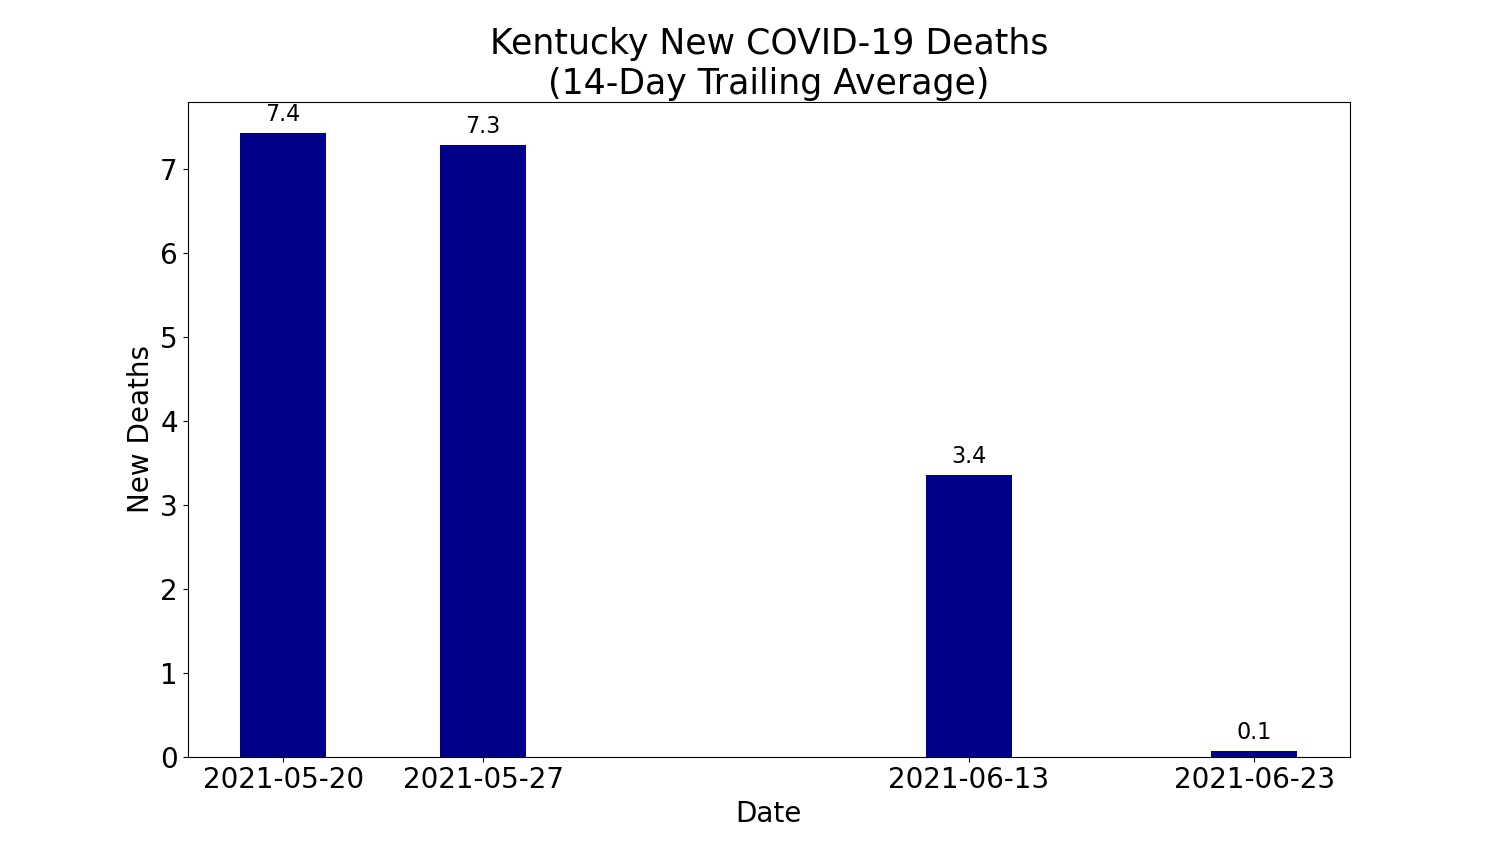 Kentucky New COVID-19 Deaths
(14-Day Trailing Average)
7.4
7.3
3.4
0.1
7
6
5
4
3
2
1
0
New Deaths
2021-05-20 2021-05-27 2021-06-13 2021-06-23
Date